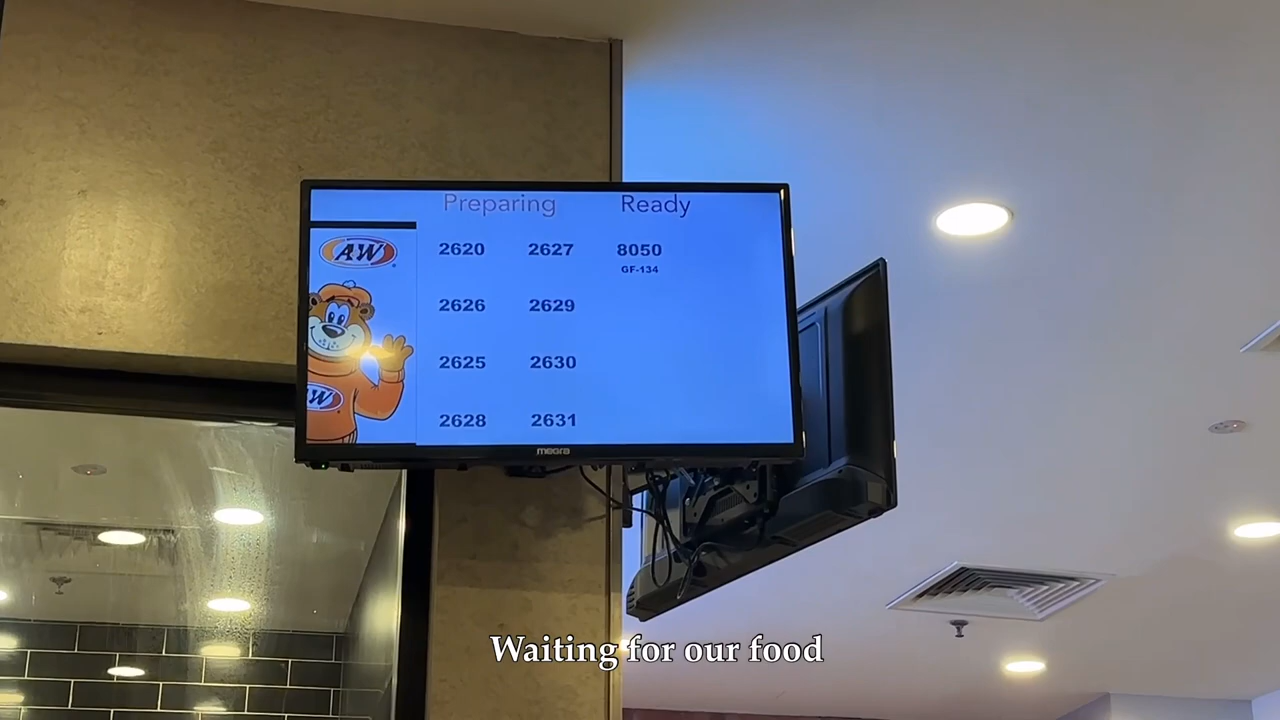 Preparing Ready
A&W
2620 2627 8050
GF-134
2626 2629
2625 2630
W
2628 2631
megra
Waiting for our food